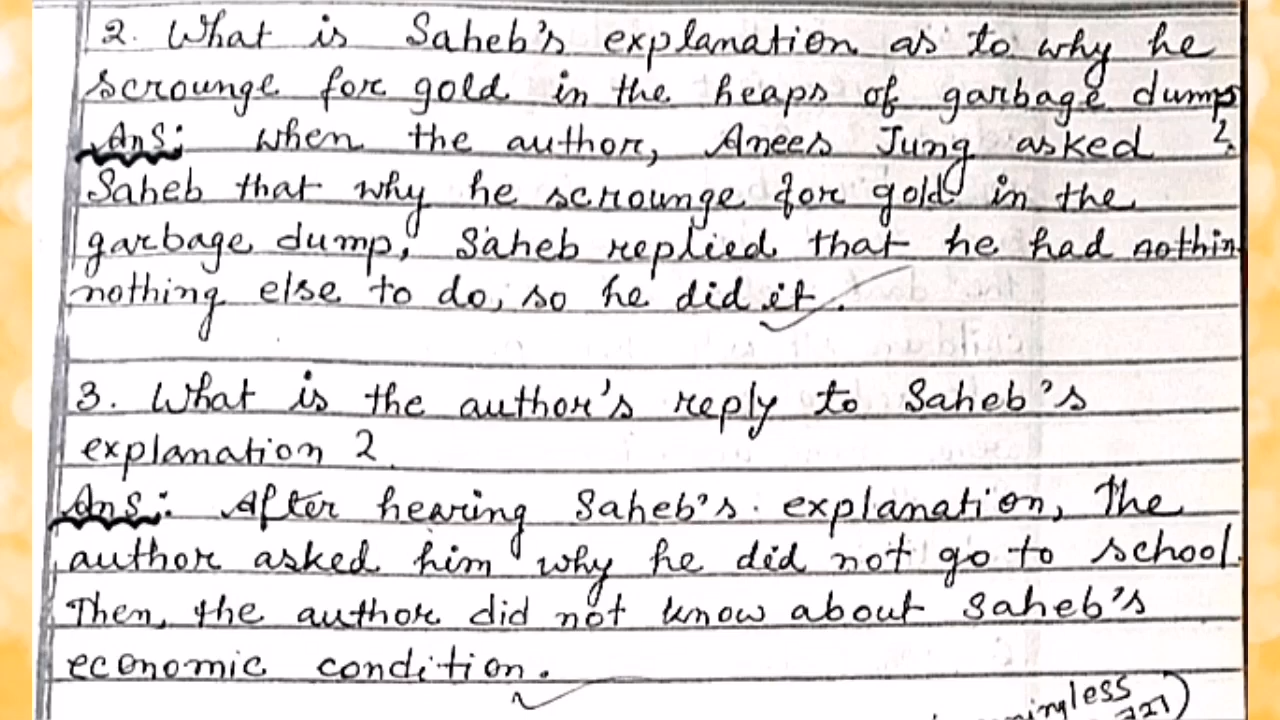 2. What is Saheb's explanation as to why he
scrounge for gold in the heaps of garbage dumps
?
Ans: When the author, Anees Jung asked
Saheb that why he scrounge for gold in the
garbage dump, Saheb replied that he had nothin
nothing else to do, so he did it.
3. What is the author's reply to Saheb's
explanation ?
Ans: After hearing Saheb's explanation, the
author asked him why he did not go to school.
Then, the author did not know about Saheb's
economic condition.